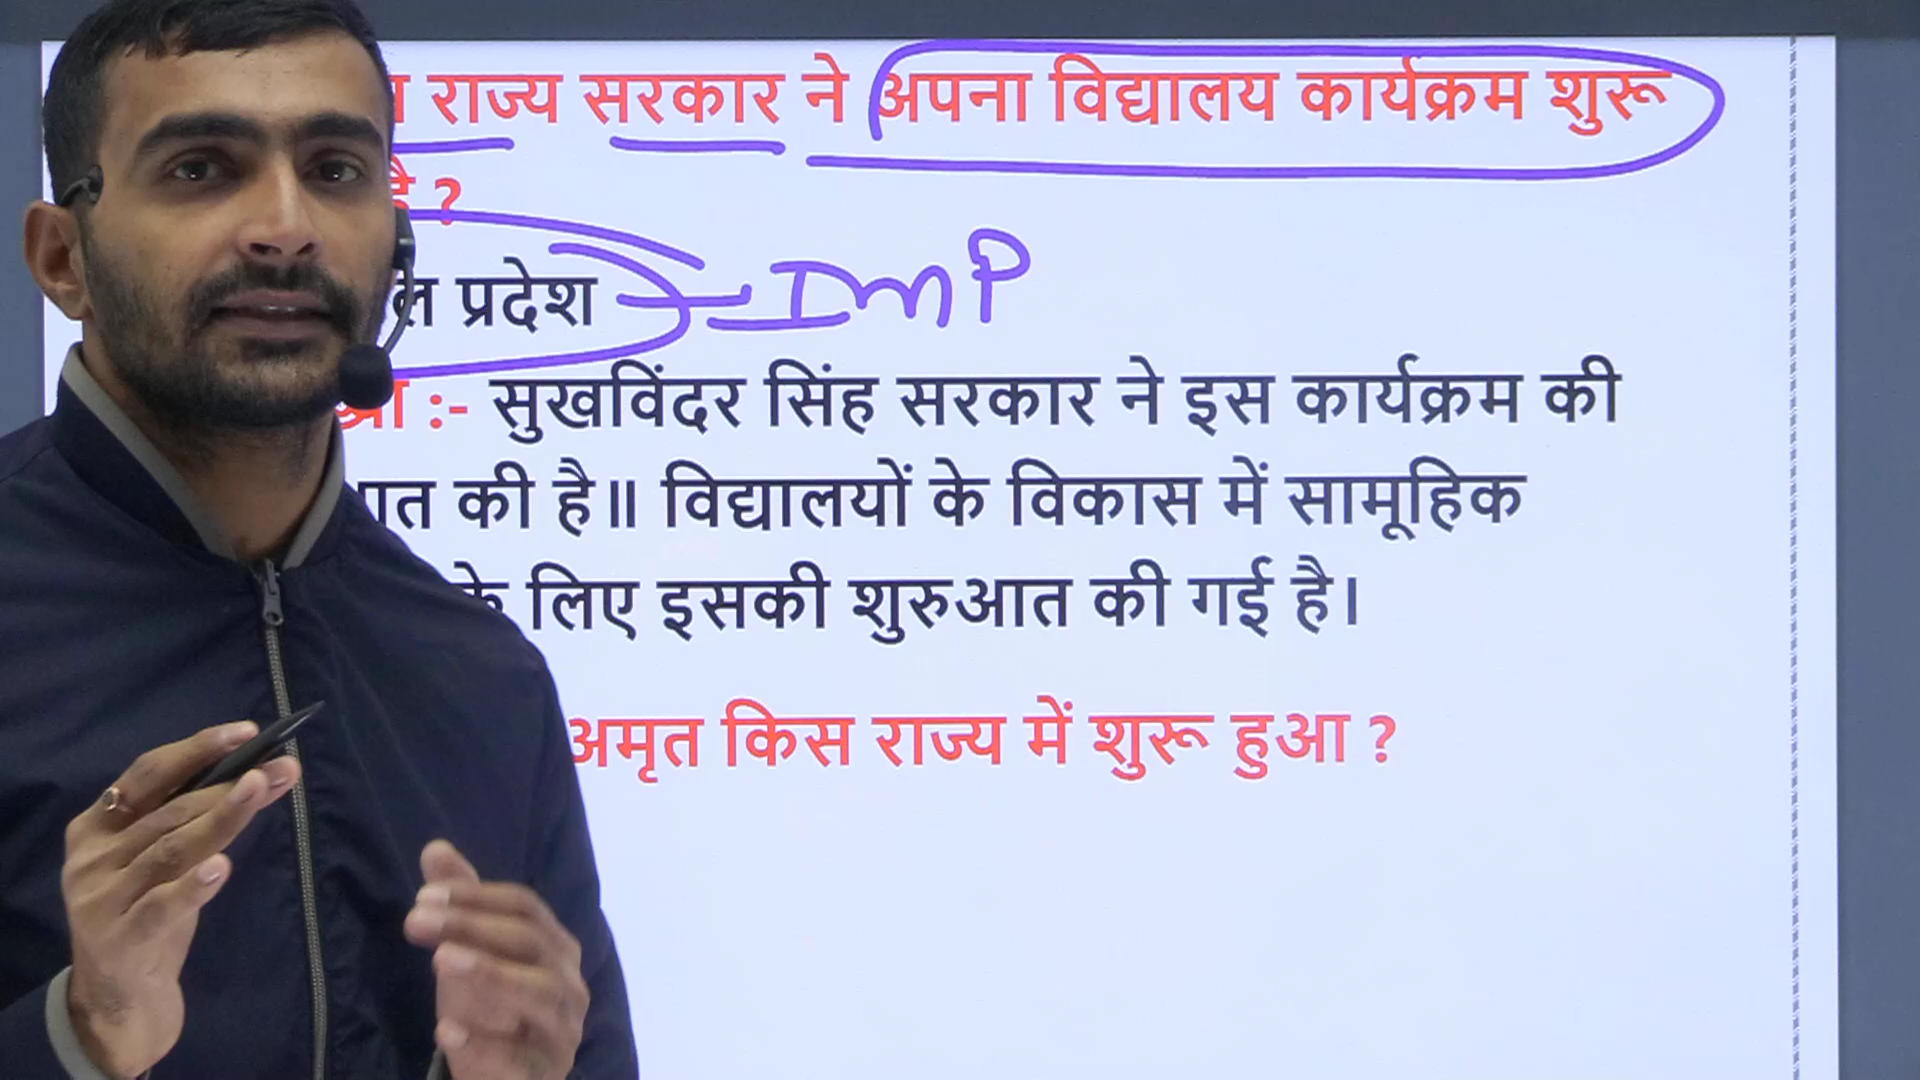 राज्य सरकार ने अपना विद्यालय कार्यक्रम शुरू
है ?
प्रदेश
IMP
:- सुखविंदर सिंह सरकार ने इस कार्यक्रम की
की है॥ विद्यालयों के विकास में सामूहिक
के लिए इसकी शुरुआत की गई है।
अमृत किस राज्य में शुरू हुआ ?